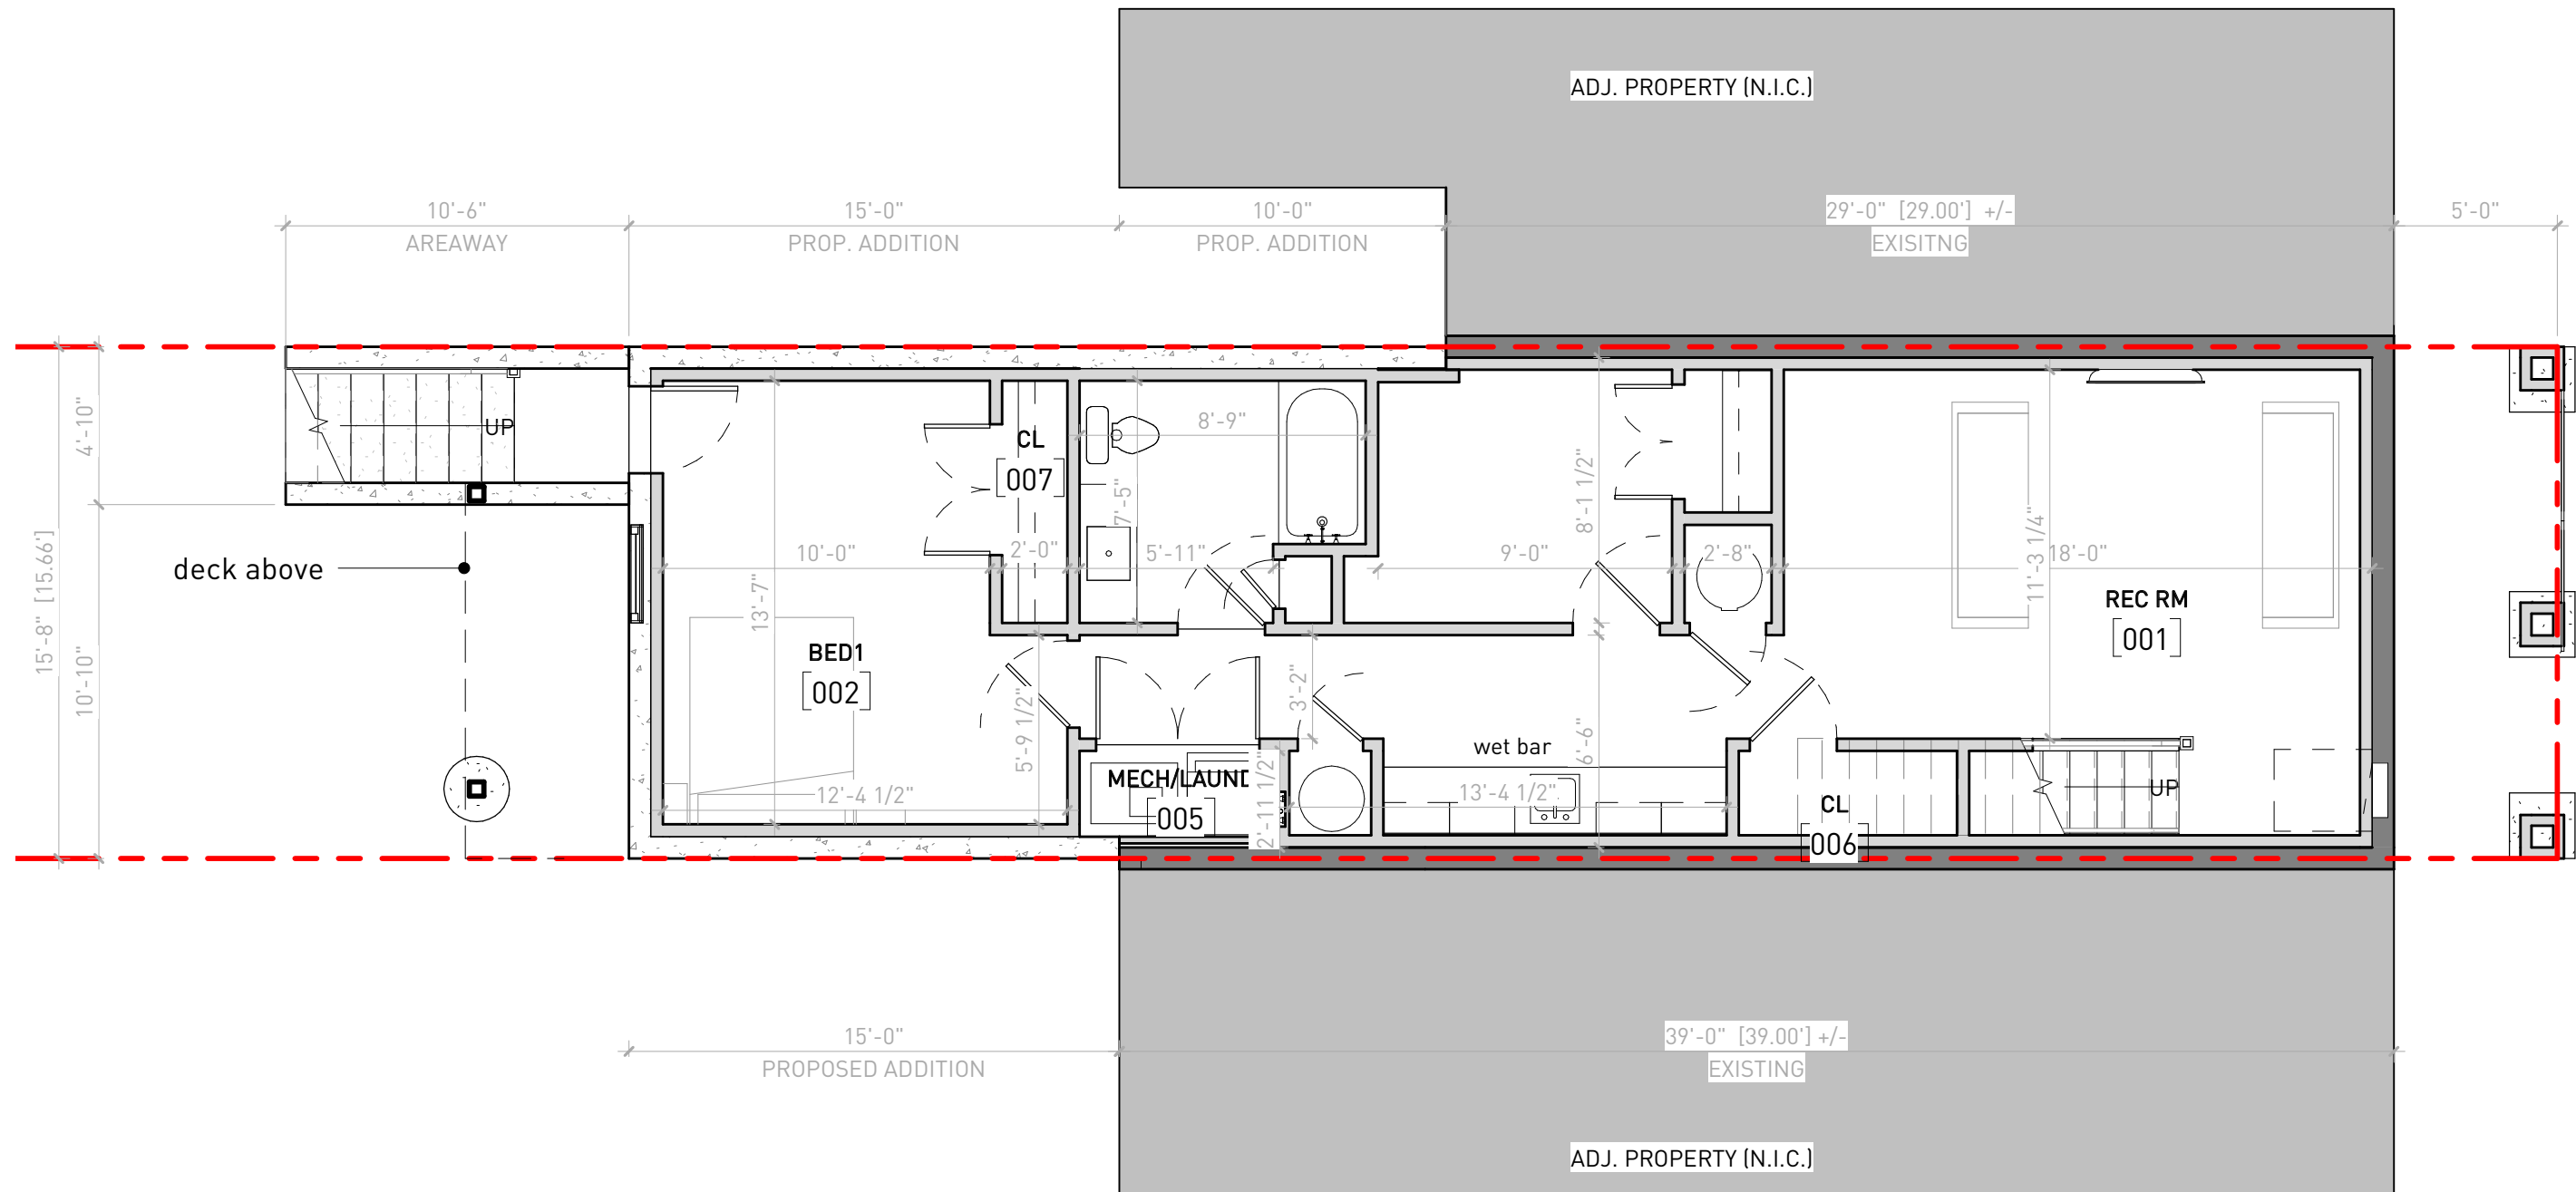 ADJ. PROPERTY (N.I.C.)
10'-6"
15'-0"
10'-0"
29'-0" [29.00'] +/-
5'-0"
AREAWAY
PROP. ADDITION
PROP. ADDITION
EXISITNG
4'-10"
UP
CL
007
8'-9"
7'-5"
8'-1 1/2"
11'-3 1/4"
15'-8" [15.66']
deck above
10'-0"
2'-0"
5'-11"
9'-0"
2'-8"
18'-0"
13'-7"
REC RM
001
10'-10"
BED1
002
5'-9 1/2"
3'-2"
6'-6"
wet bar
MECH/LAUND
005
2'-11 1/2"
12'-4 1/2"
13'-4 1/2"
UP
CL
006
15'-0"
39'-0" [39.00'] +/-
PROPOSED ADDITION
EXISTING
ADJ. PROPERTY (N.I.C.)